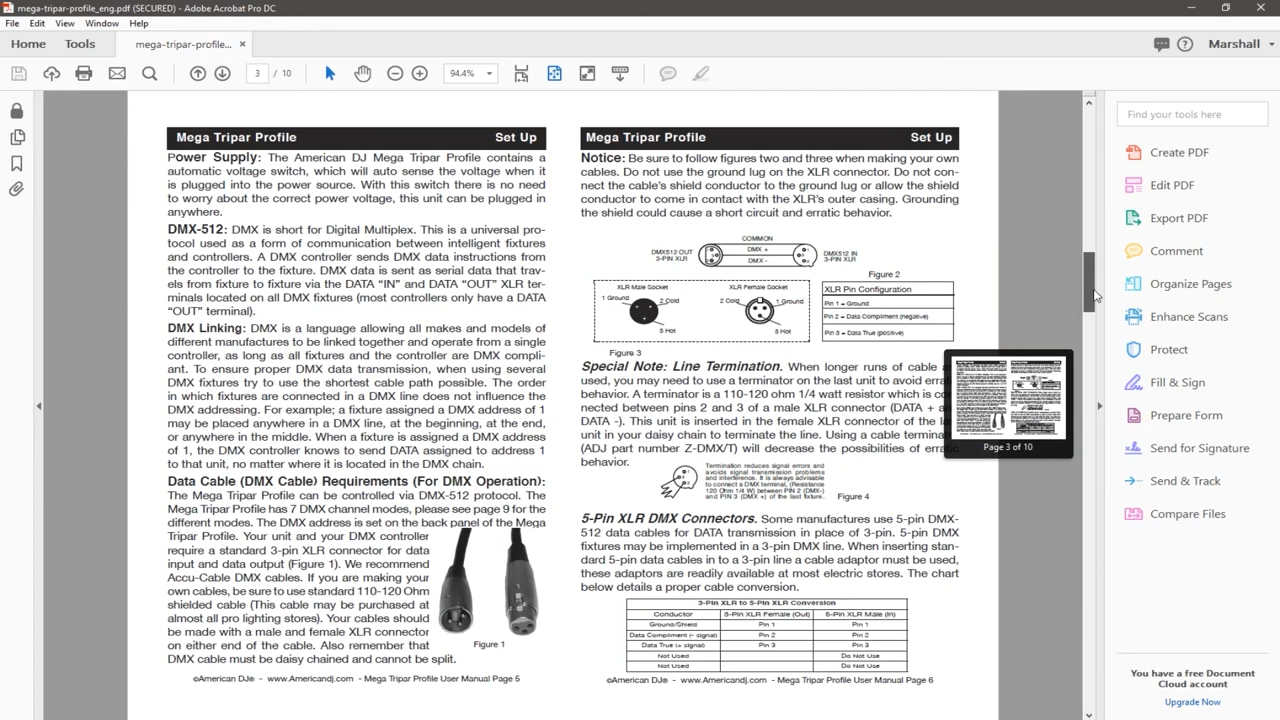 mega-tripar-profile_eng.pdf (SECURED) - Adobe Acrobat Pro DC
File Edit View Window Help
Home Tools mega-tripar-profile... × Marshall
3 / 10 94.4%
Mega Tripar Profile Set Up
Power Supply: The American DJ Mega Tripar Profile contains a
automatic voltage switch, which will auto sense the voltage when it
is plugged into the power source. With this switch there is no need
to worry about the correct power voltage, this unit can be plugged in
anywhere.
DMX-512: DMX is short for Digital Multiplex. This is a universal pro-
tocol used as a form of communication between intelligent fixtures
and controllers. A DMX controller sends DMX data instructions from
the controller to the fixture. DMX data is sent as serial data that trav-
els from fixture to fixture via the DATA "IN" and DATA "OUT" XLR ter-
minals located on all DMX fixtures (most controllers only have a DATA
"OUT" terminal).
DMX Linking: DMX is a language allowing all makes and models of
different manufactures to be linked together and operate from a single
controller, as long as all fixtures and the controller are DMX compli-
ant. To ensure proper DMX data transmission, when using several
DMX fixtures try to use the shortest cable path possible. The order
in which fixtures are connected in a DMX line does not influence the
DMX addressing. For example; a fixture assigned a DMX address of 1
may be placed anywhere in a DMX line, at the beginning, at the end,
or anywhere in the middle. When a fixture is assigned a DMX address
of 1, the DMX controller knows to send DATA assigned to address 1
to that unit, no matter where it is located in the DMX chain.
Data Cable (DMX Cable) Requirements (For DMX Operation):
The Mega Tripar Profile can be controlled via DMX-512 protocol. The
Mega Tripar Profile has 7 DMX channel modes, please see page 9 for the
different modes. The DMX address is set on the back panel of the Mega
Tripar Profile. Your unit and your DMX controller
require a standard 3-pin XLR connector for data
input and data output (Figure 1). We recommend
Accu-Cable DMX cables. If you are making your
own cables, be sure to use standard 110-120 Ohm
shielded cable (This cable may be purchased at
almost all pro lighting stores). Your cables should
be made with a male and female XLR connector
on either end of the cable. Also remember that
DMX cable must be daisy chained and cannot be split.
Figure 1
©American DJ® - www.Americandj.com - Mega Tripar Profile User Manual Page 5
Mega Tripar Profile Set Up
Notice: Be sure to follow figures two and three when making your own
cables. Do not use the ground lug on the XLR connector. Do not con-
nect the cable's shield conductor to the ground lug or allow the shield
conductor to come in contact with the XLR's outer casing. Grounding
the shield could cause a short circuit and erratic behavior.
COMMON
DMX512 OUT
3-PIN XLR
DMX +
DMX -
DMX512 IN
3-PIN XLR
Figure 2
XLR Male Socket
1 Ground 2 Cold
3 Hot
XLR Female Socket
2 Cold 1 Ground
3 Hot
Figure 3
XLR Pin Configuration
Pin 1 = Ground
Pin 2 = Data Compliment (negative)
Pin 3 = Data True (positive)
Special Note: Line Termination. When longer runs of cable
used, you may need to use a terminator on the last unit to avoid
behavior. A terminator is a 110-120 ohm 1/4 watt resistor which is
nected between pins 2 and 3 of a male XLR connector (DATA +
DATA-). This unit is inserted in the female XLR connector of the
unit in your daisy chain to terminate the line. Using a cable
(ADJ part number Z-DMX/T) will decrease the possibilities of
behavior.
Termination reduces signal errors and
avoids signal transmission problems
and interference. It is always advisable
to connect a DMX terminal, (Resistance
120 Ohm 1/4 W) between PIN 2 (DMX-)
and PIN 3 (DMX +) of the last fixture.
Figure 4
5-Pin XLR DMX Connectors. Some manufactures use 5-pin DMX-
512 data cables for DATA transmission in place of 3-pin. 5-pin DMX
fixtures may be implemented in a 3-pin DMX line. When inserting stan-
dard 5-pin data cables in to a 3-pin line a cable adaptor must be used,
these adaptors are readily available at most electric stores. The chart
below details a proper cable conversion.
3-Pin XLR to 5-Pin XLR Conversion
Conductor 3-Pin XLR Female (Out) 5-Pin XLR Male (In)
Ground/Shield Pin 1 Pin 1
Data Compliment (- signal) Pin 2 Pin 2
Data True (+ signal) Pin 3 Pin 3
Not Used Do Not Use
Not Used Do Not Use
©American DJ® - www.Americandj.com - Mega Tripar Profile User Manual Page 6
Page 3 of 10
Find your tools here
Create PDF
Edit PDF
Export PDF
Comment
Organize Pages
Enhance Scans
Protect
Fill & Sign
Prepare Form
Send for Signature
Send & Track
Compare Files
You have a free Document
Cloud account
Upgrade Now